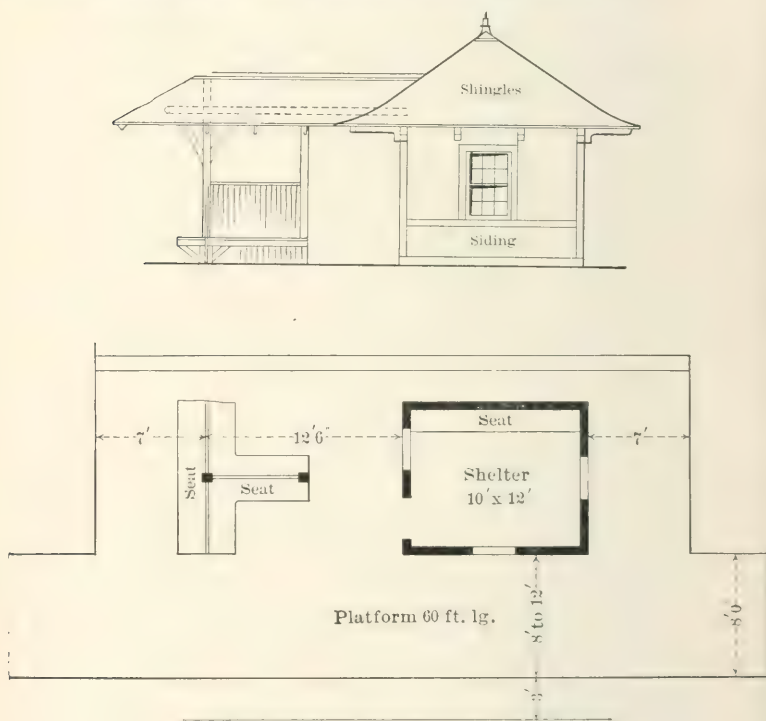 Shingles
Siding
7'
12'6"
7'
Seat
Seat
Seat
Shelter
10' x 12'
Platform 60 ft. lg.
8' to 12'
8'0
3'